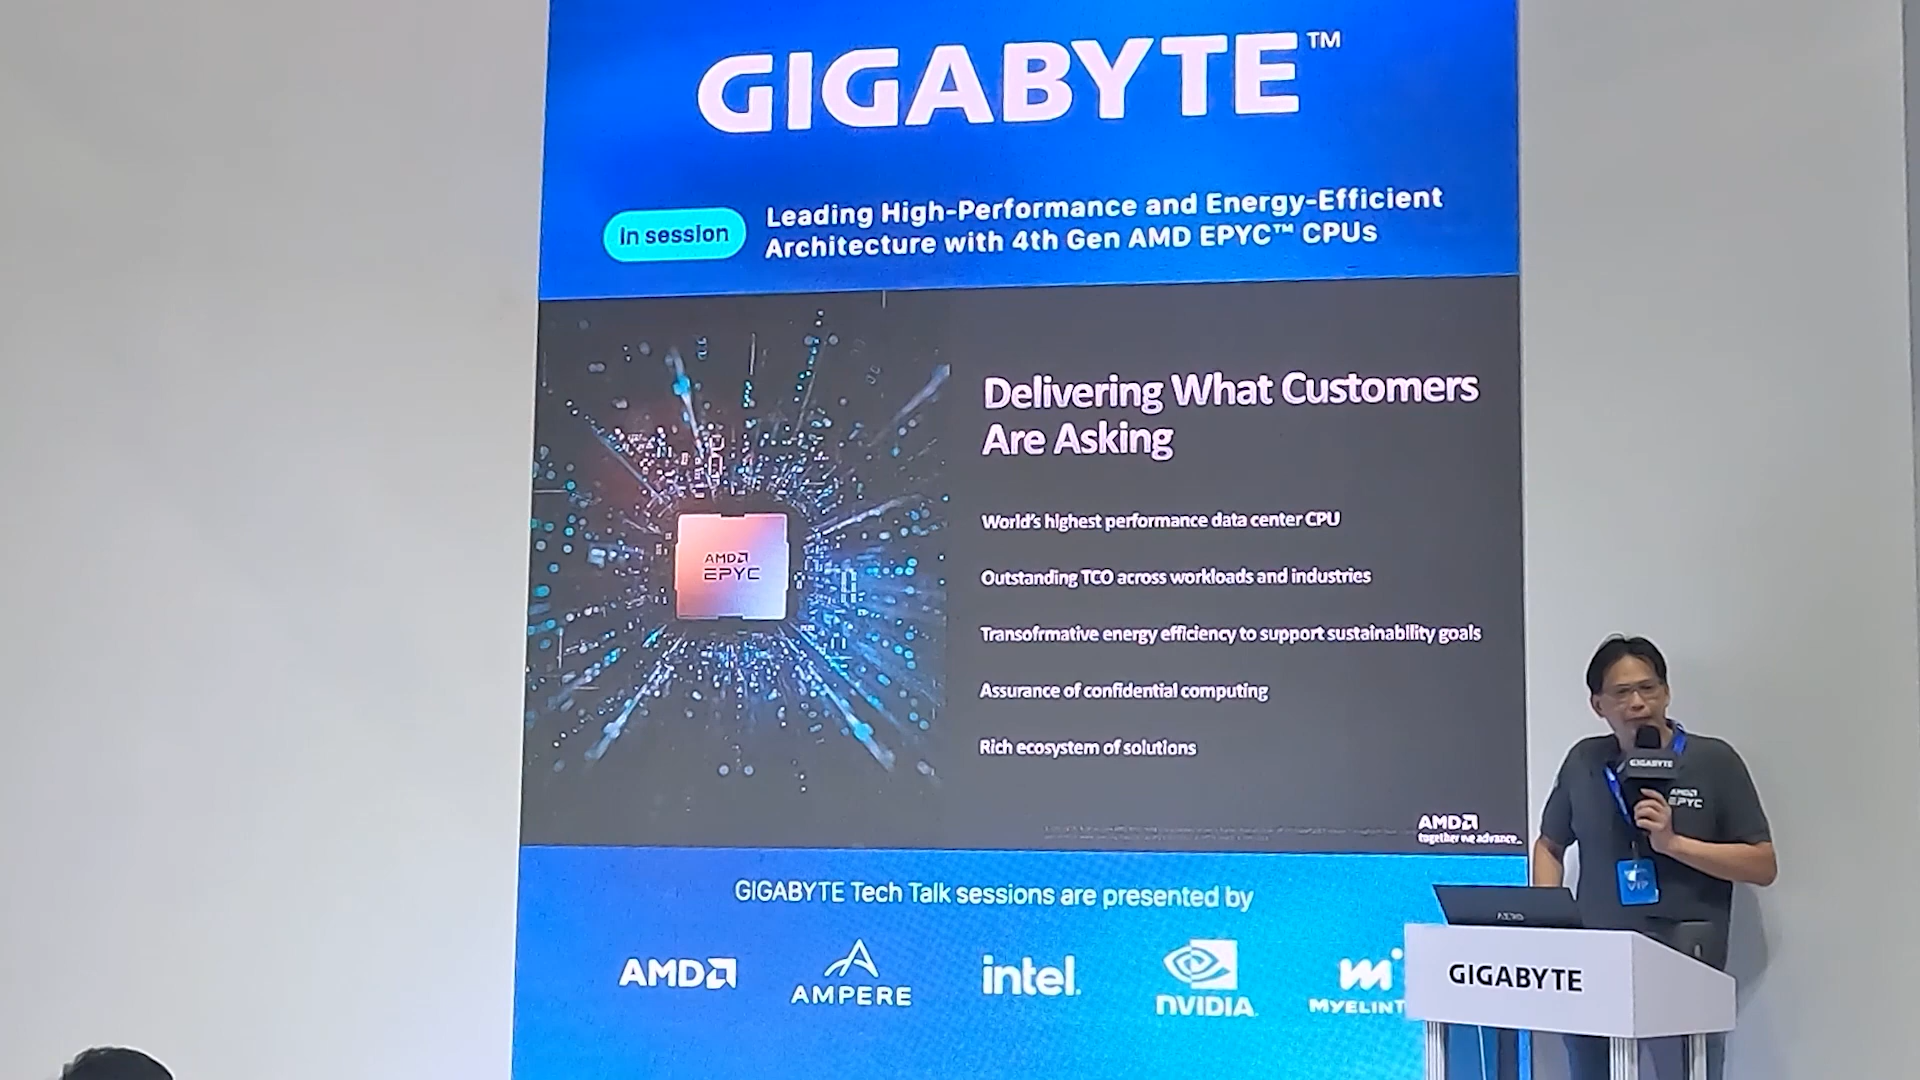 GIGABYTE™
In session
Leading High-Performance and Energy-Efficient
Architecture with 4th Gen AMD EPYC™ CPUs
AMD
EPYC
Delivering What Customers
Are Asking
World's highest performance data center CPU
Outstanding TCO across workloads and industries
Transofrmative energy efficiency to support sustainability goals
Assurance of confidential computing
Rich ecosystem of solutions
AMD
together we advance_
GIGABYTE Tech Talk sessions are presented by
AMD
AMPERE
intel.
NVIDIA
MYELINT
GIGABYTE
AMD
EPYC
VIP
AERO
GIGABYTE